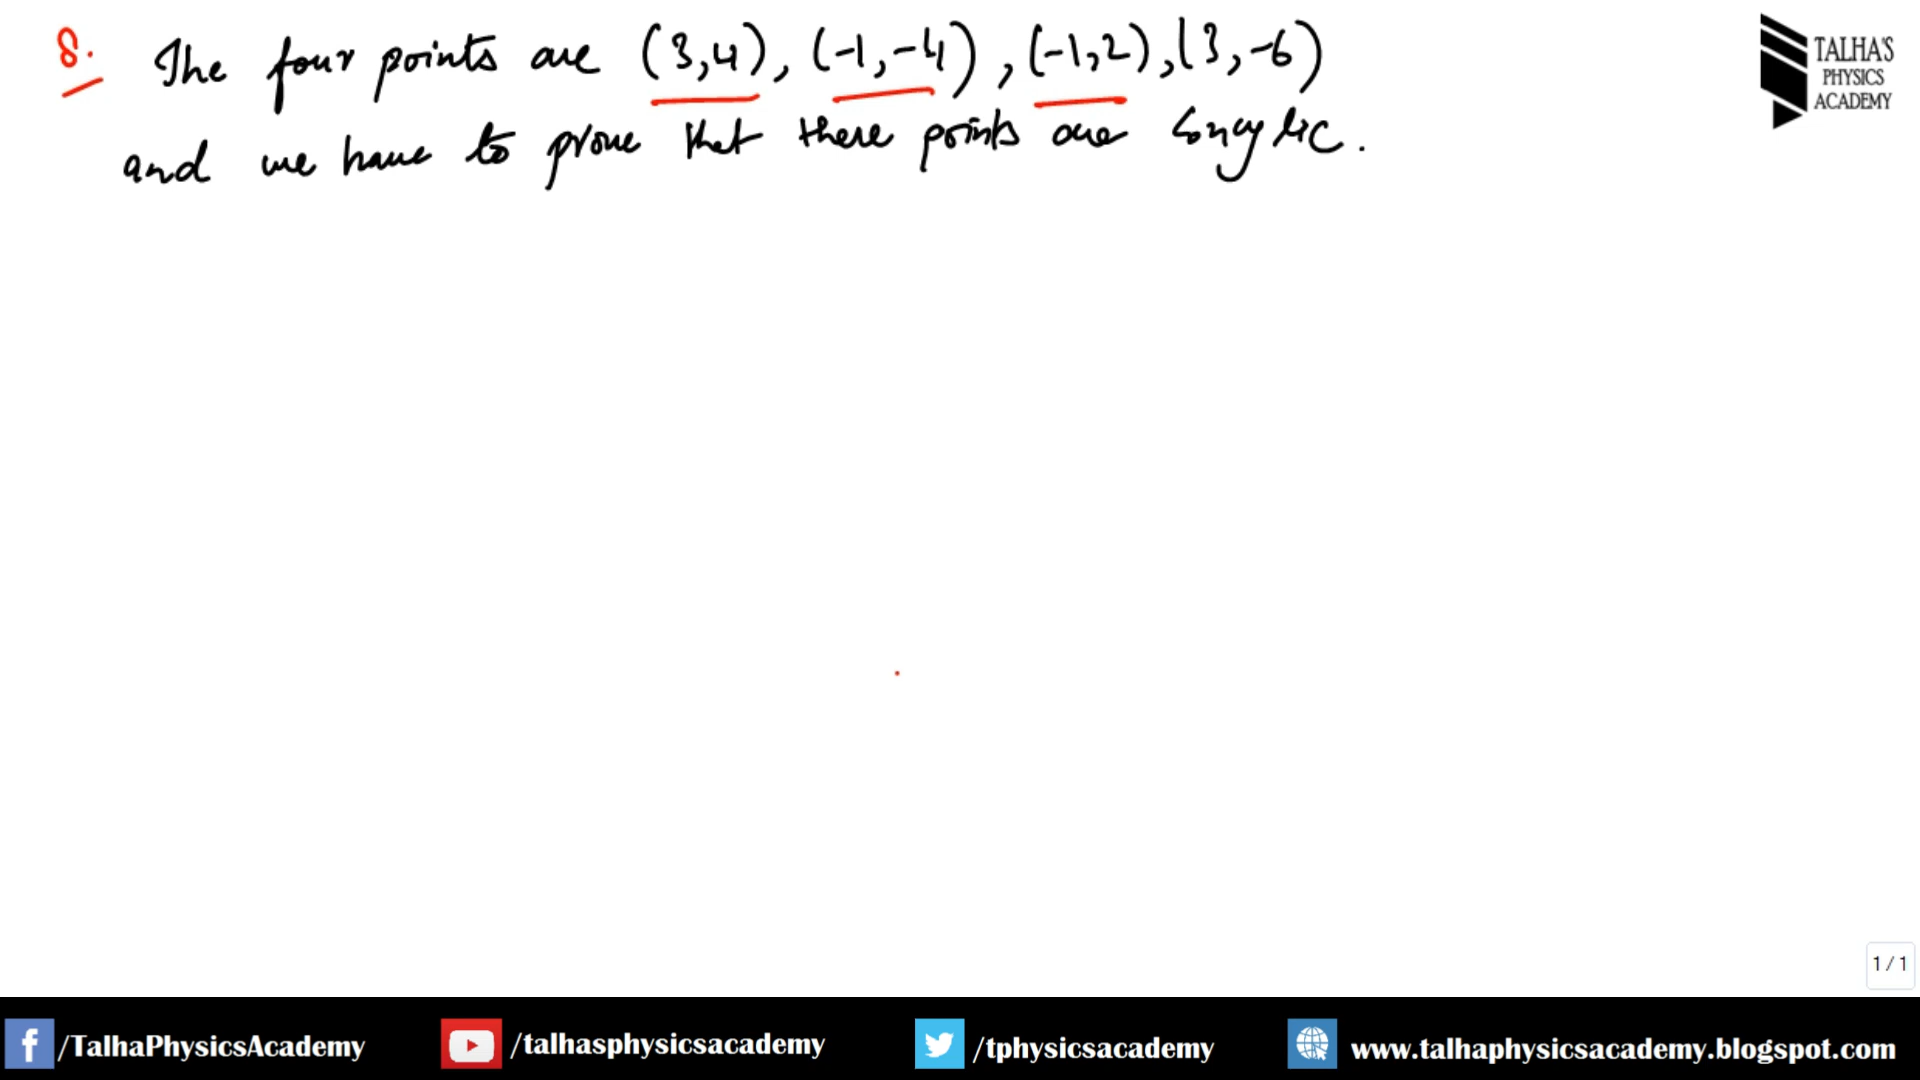 8. The four points are (3,4), (-1,-4), (-1,2), (3,-6)
and we have to prove that there points are concyclic.
TALHA'S
PHYSICS
ACADEMY
1 / 1
/TalhaPhysicsAcademy /talhasphysicsacademy /tphysicsacademy www.talhaphysicsacademy.blogspot.com